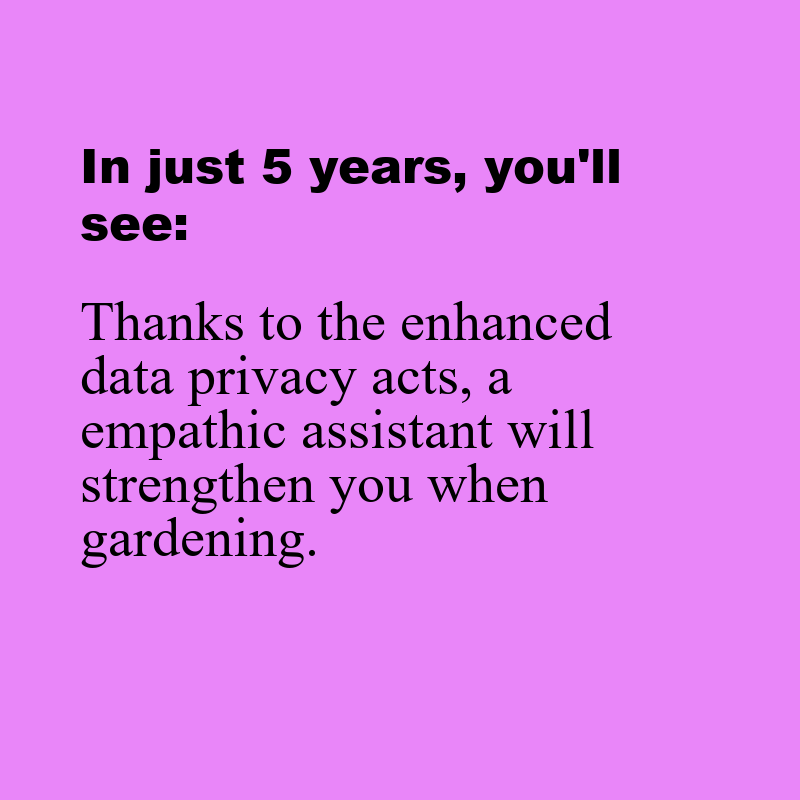 In just 5 years, you'll
see:
Thanks to the enhanced
data privacy acts, a
empathic assistant will
strengthen you when
gardening.